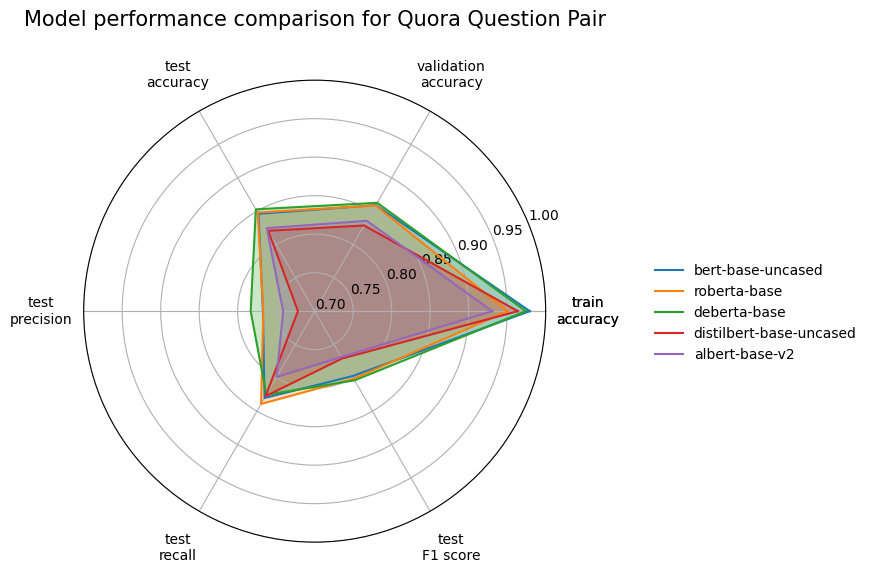 Model performance comparison for Quora Question Pair
test
accuracy
validation
accuracy
test
precision
train
accuracy
test
recall
test
F1 score
0.70
0.75
0.80
0.85
0.90
0.95
1.00
bert-base-uncased
roberta-base
deberta-base
distilbert-base-uncased
albert-base-v2